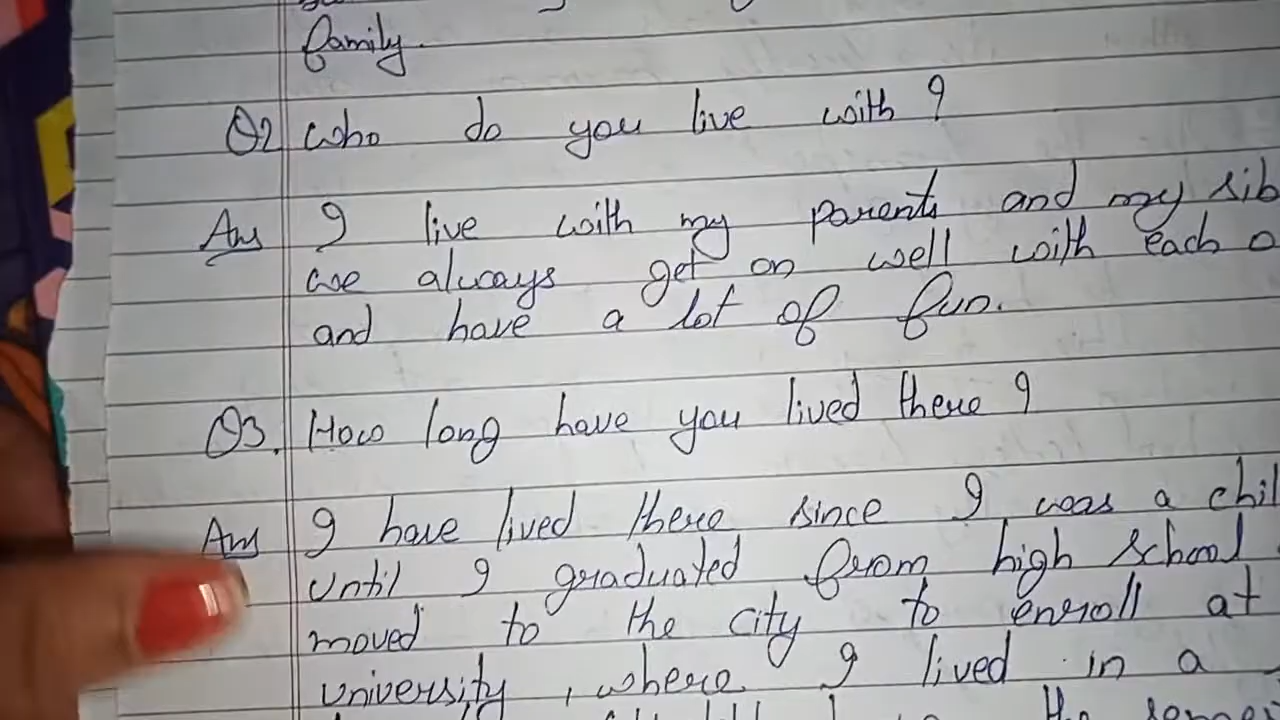 family.
Q2 Who do you live with ?
Ans I live with my parents and my sib
we always get on well with each o
and have a lot of fun.
Q3. How long have you lived there ?
Ans I have lived there since I was a chil
until I graduated from high school.
moved to the city to enroll at
university, where I lived in a
the